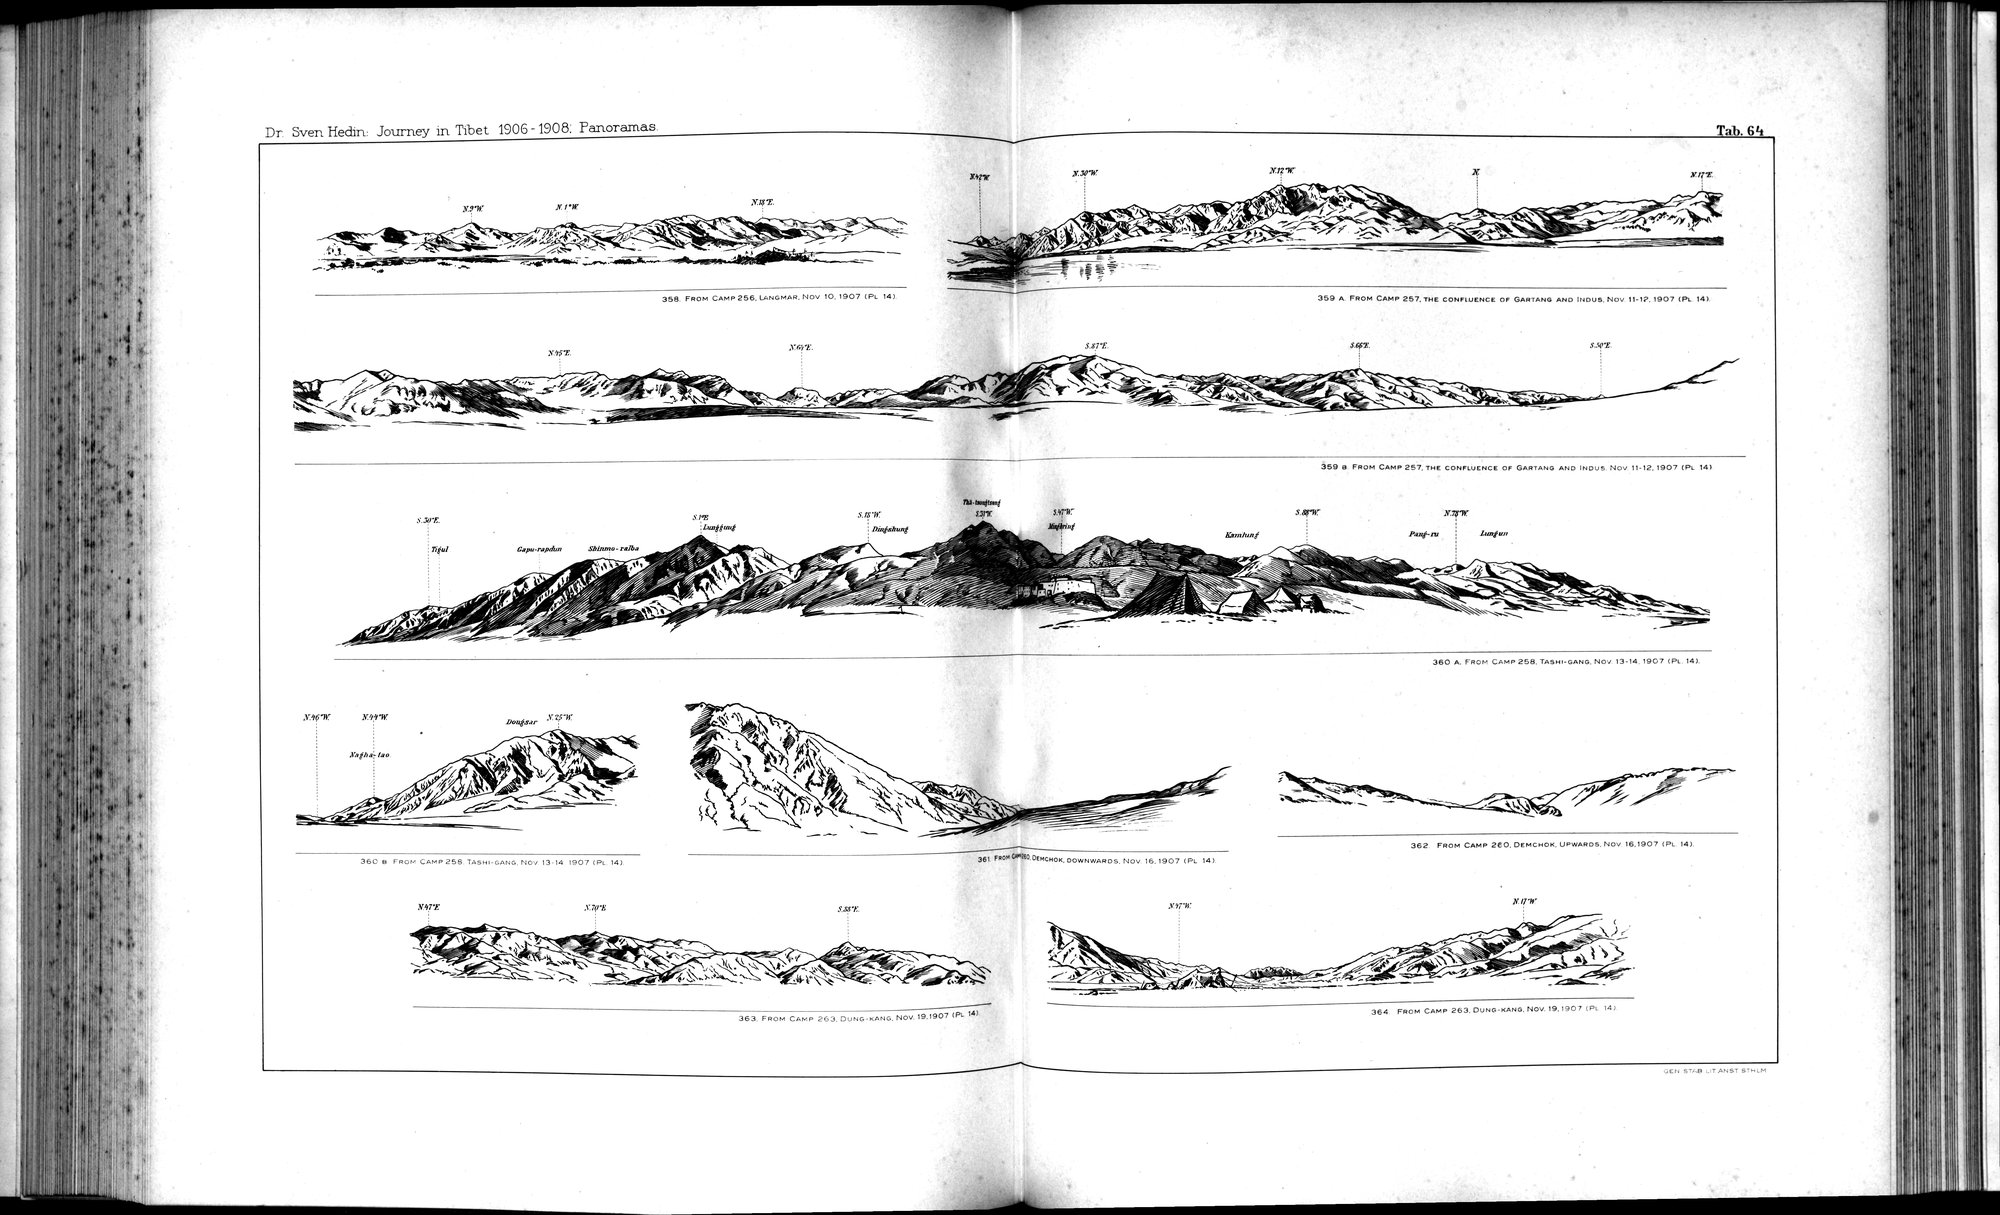 Dr. Sven Hedin: Journey in Tibet 1906-1908; Panoramas.
Tab. 64
N.9°W. N.1°W. N.18°E.
358. From Camp 256, Langmar, Nov. 10, 1907 (Pl. 14).
N.42°W. N.30°W. N.12°W. N. N.17°E.
359 A. From Camp 257, the confluence of Gartang and Indus, Nov. 11-12, 1907 (Pl. 14).
N.45°E. N.64°E. S.87°E. S.66°E. S.50°E.
359 B. From Camp 257, the confluence of Gartang and Indus, Nov. 11-12, 1907 (Pl. 14)
S.30°E. S.1°E. S.18°W. S.31°W. S.47°W. S.88°W. N.78°W.
Tigul Gapu-rapdun Shinmo-ralba Lunggung Dingshung Kamlung Pang-ru Lungun
360 A. From Camp 258, Tashi-gang, Nov. 13-14, 1907 (Pl. 14).
N.46°W. N.44°W. Dongsar N.25°W.
Nagha-tao
360 B. From Camp 258, Tashi-gang, Nov. 13-14 1907 (Pl. 14).
361. From Camp 260, Demchok, downwards, Nov. 16, 1907 (Pl. 14).
362. From Camp 260, Demchok, Upwards, Nov. 16, 1907 (Pl. 14).
N.47°E. N.70°E. S.88°E.
363. From Camp 263, Dung-kang, Nov. 19, 1907 (Pl. 14).
N.47°W. N.17°W.
364. From Camp 263, Dung-kang, Nov. 19, 1907 (Pl. 14).
GEN. STAB. LIT. ANST. STHLM